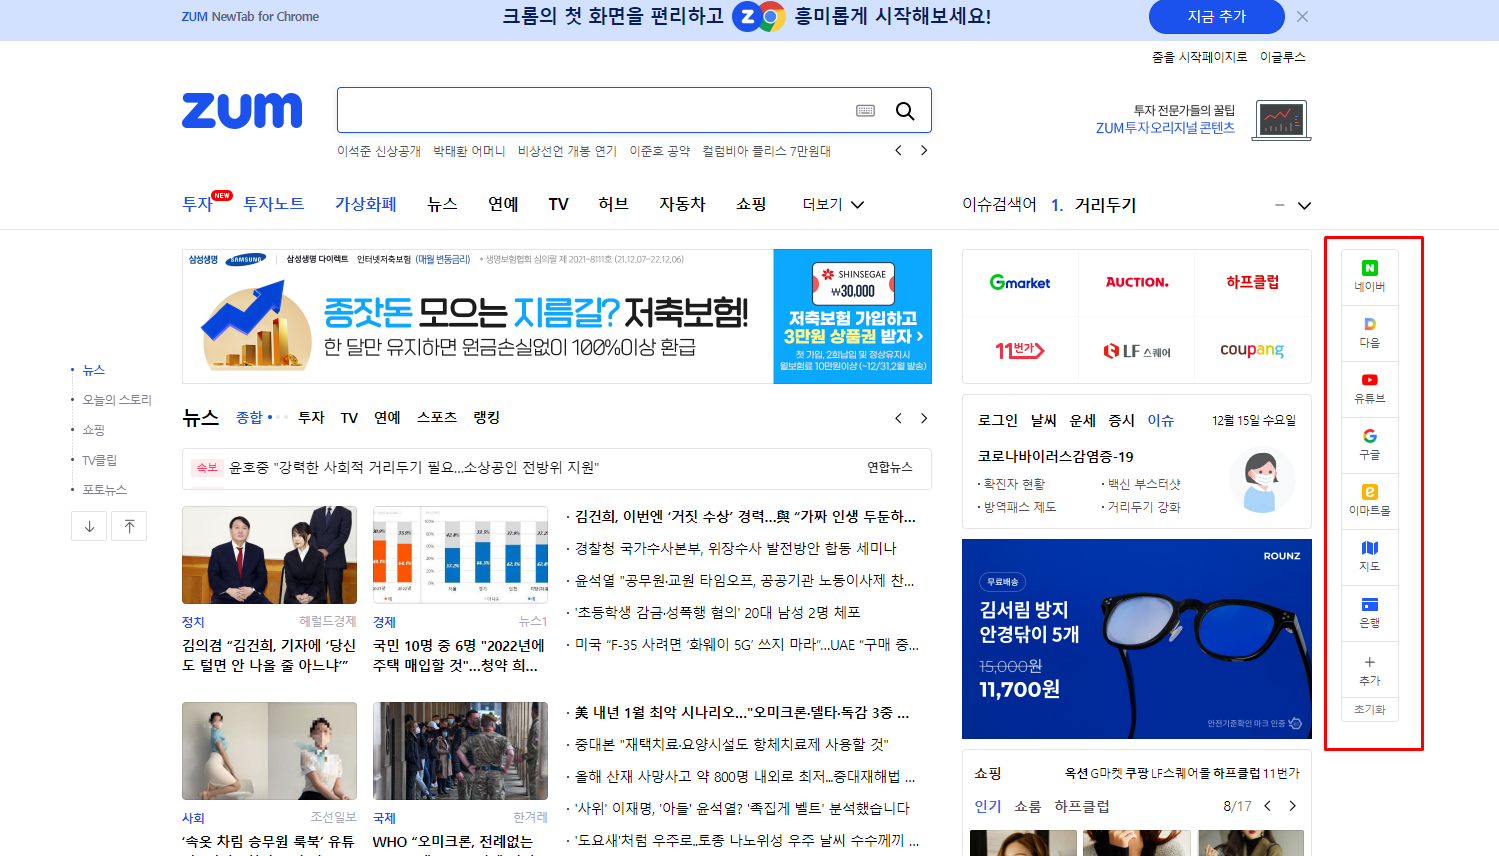 ZUM NewTab for Chrome
크롬의 첫 화면을 편리하고 흥미롭게 시작해보세요!
지금 추가
줌을 시작페이지로 이글루스
zum
투자 전문가들의 꿀팁
ZUM 투자 오리지널 콘텐츠
이석준 신상공개 박태환 어머니 비상선언 개봉 연기 이준호 공약 컬럼비아 플리스 7만원대
투자 NEW 투자노트 가상화폐 뉴스 연예 TV 허브 자동차 쇼핑 더보기
이슈검색어 1. 거리두기
삼성생명 SAMSUNG 삼성생명 다이렉트 인터넷저축보험 (매월 변동금리) • 생명보험협회 심의필 제 2021-8111호 (21.12.07~22.12.06)
종잣돈 모으는 지름길? 저축보험!
한 달만 유지하면 원금손실없이 100%이상 환급
SHINSEGAE
₩30,000
저축보험 가입하고
3만원 상품권 받자 >
첫 가입, 2회납입 및 정상유지시
월보험료 10만원이상 (~12/31, 2월 발송)
Gmarket AUCTION. 하프클럽
11번가 LF 스퀘어 coupang
네이버
다음
유튜브
구글
이마트몰
지도
은행
추가
초기화
뉴스
오늘의 스토리
쇼핑
TV클립
포토뉴스
뉴스 종합 투자 TV 연예 스포츠 랭킹
속보 윤호중 "강력한 사회적 거리두기 필요...소상공인 전방위 지원" 연합뉴스
로그인 날씨 운세 증시 이슈 12월 15일 수요일
코로나바이러스감염증-19
· 확진자 현황 · 백신 부스터샷
· 방역패스 제도 · 거리두기 강화
정치 헤럴드경제
김의겸 “김건희, 기자에 ‘당신
도 털면 안 나올 줄 아느냐’”
경제 뉴스1
국민 10명 중 6명 "2022년에
주택 매입할 것"...청약 희...
· 김건희, 이번엔 ‘거짓 수상’ 경력...與 “가짜 인생 두둔하...
· 경찰청 국가수사본부, 위장수사 발전방안 합동 세미나
· 윤석열 "공무원·교원 타임오프, 공공기관 노동이사제 찬...
· '초등학생 감금·성폭행 혐의' 20대 남성 2명 체포
· 미국 “F-35 사려면 ‘화웨이 5G’ 쓰지 마라”...UAE “구매 중...
ROUNZ
무료배송
김서림 방지
안경닦이 5개
15,000원
11,700원
안전기준확인 마크 인증
사회 조선일보
‘속옷 차림 승무원 룩북’ 유튜
국제 한겨레
WHO “오미크론, 전례없는
· 美 내년 1월 최악 시나리오..."오미크론·델타·독감 3중 ...
· 중대본 "재택치료·요양시설도 항체치료제 사용할 것"
· 올해 산재 사망사고 약 800명 내외로 최저...중대재해법 ...
· '사위' 이재명, '아들' 윤석열? '족집게 벨트' 분석했습니다
· '도요새'처럼 우주로..토종 나노위성 우주 날씨 수수께끼 ...
쇼핑 옥션 G마켓 쿠팡 LF스퀘어몰 하프클럽 11번가
인기 쇼룸 하프클럽 8/17